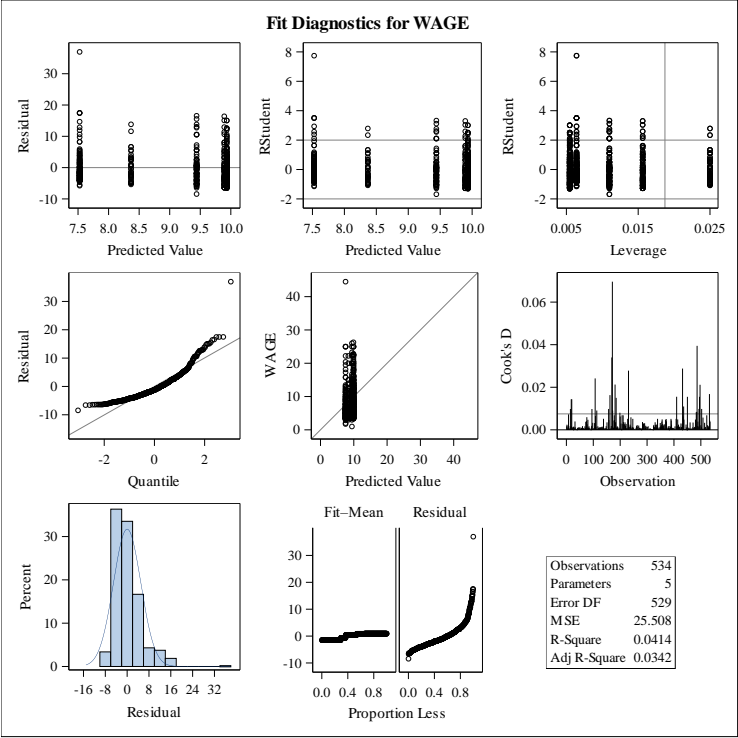 Fit Diagnostics for WAGE
Residual
30
20
10
0
-10
7.5 8.0 8.5 9.0 9.5 10.0
Predicted Value
RStudent
8
6
4
2
0
-2
7.5 8.0 8.5 9.0 9.5 10.0
Predicted Value
RStudent
8
6
4
2
0
-2
0.005 0.015 0.025
Leverage
Residual
30
20
10
0
-10
-2 0 2
Quantile
WAGE
40
30
20
10
0
0 10 20 30 40
Predicted Value
Cook's D
0.06
0.04
0.02
0.00
0 100 200 300 400 500
Observation
Percent
30
20
10
0
-16 -8 0 8 16 24 32
Residual
Fit–Mean Residual
30
20
10
0
-10
0.0 0.4 0.8 0.0 0.4 0.8
Proportion Less
Observations 534
Parameters 5
Error DF 529
MSE 25.508
R-Square 0.0414
Adj R-Square 0.0342